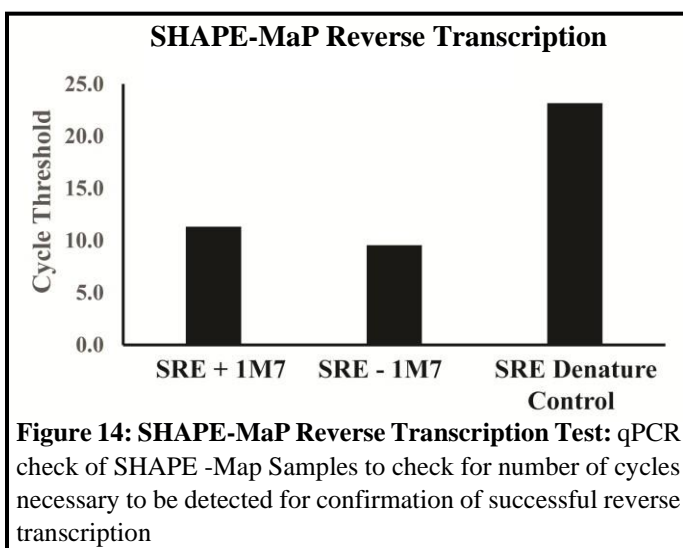 SHAPE-MaP Reverse Transcription
Cycle Threshold
25.0
20.0
15.0
10.0
5.0
0.0
SRE + 1M7
SRE - 1M7
SRE Denature
Control
Figure 14: SHAPE-MaP Reverse Transcription Test: qPCR
check of SHAPE -Map Samples to check for number of cycles
necessary to be detected for confirmation of successful reverse
transcription